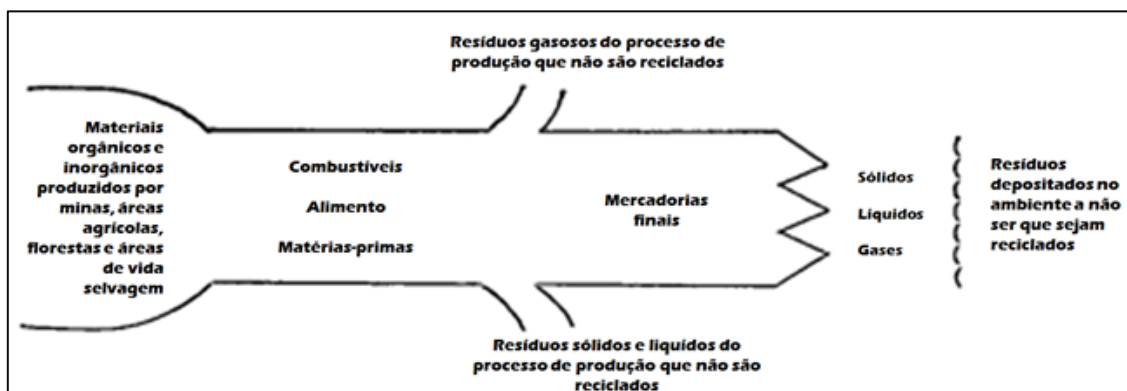 Resíduos gasosos do processo de
produção que não são reciclados
Materiais
orgânicos e
inorgânicos
produzidos por
minas, áreas
agrícolas,
florestas e áreas
de vida
selvagem
Combustíveis
Alimento
Matérias-primas
Mercadorias
finais
Sólidos
Líquidos
Gases
Resíduos
depositados no
ambiente a não
ser que sejam
reciclados
Resíduos sólidos e líquídos do
processo de produção que não são
reciclados